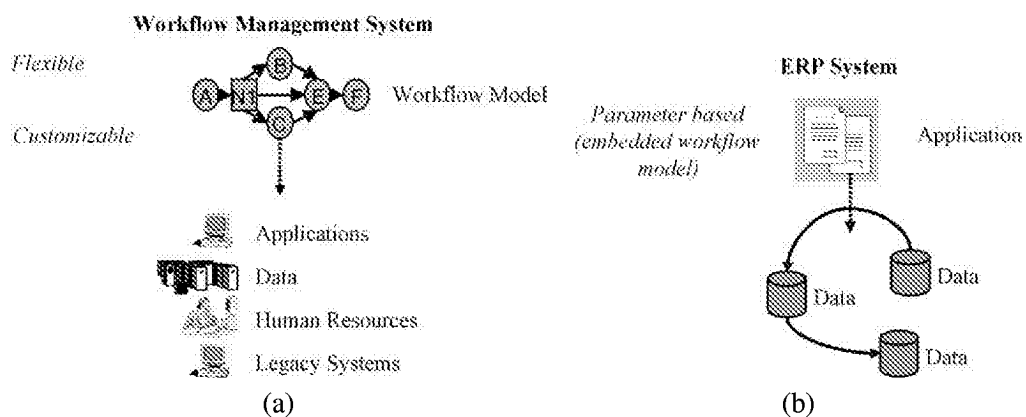 Workflow Management System
Flexible
B
A
N1
E
F
Workflow Model
Customizable
C
Applications
Data
Human Resources
Legacy Systems
(a)
ERP System
Parameter based
(embedded workflow
model)
Application
Data
Data
Data
(b)